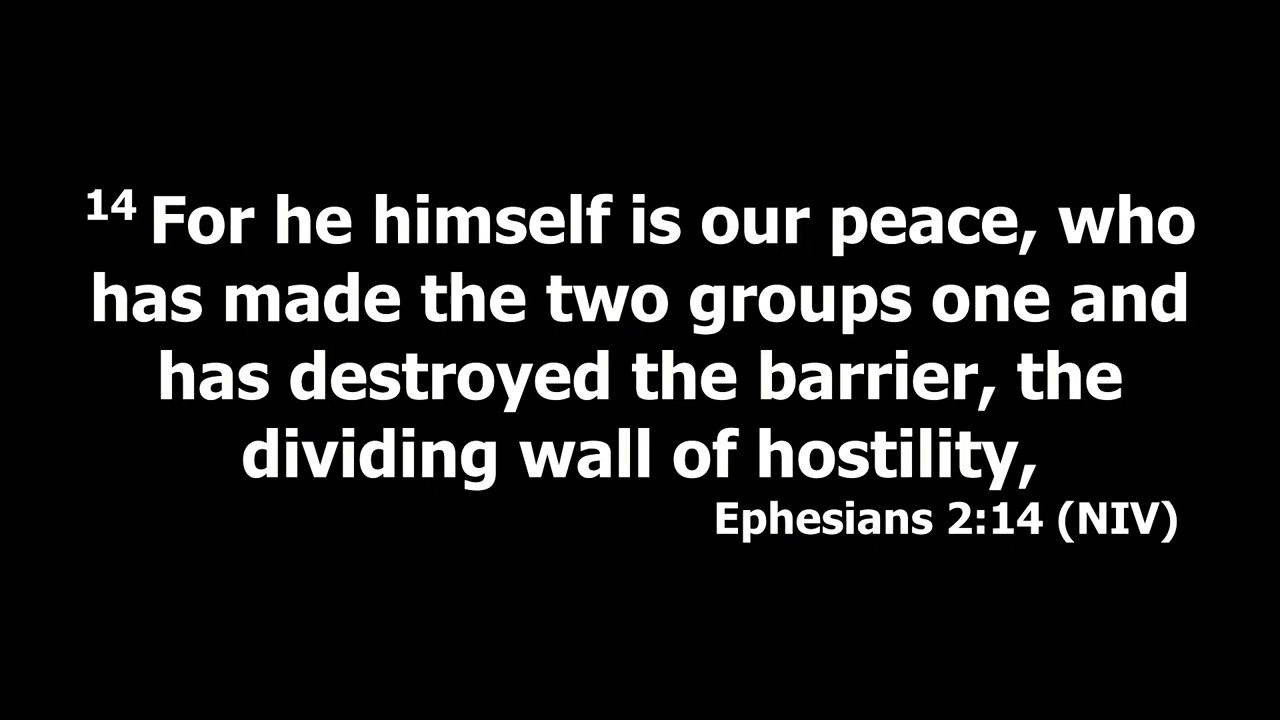 14 For he himself is our peace, who
has made the two groups one and
has destroyed the barrier, the
dividing wall of hostility,
Ephesians 2:14 (NIV)